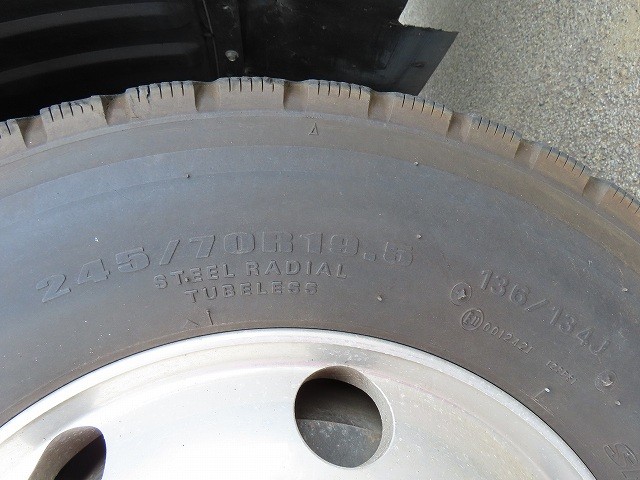 245/70R19.5
STEEL RADIAL
TUBELESS
136/134J